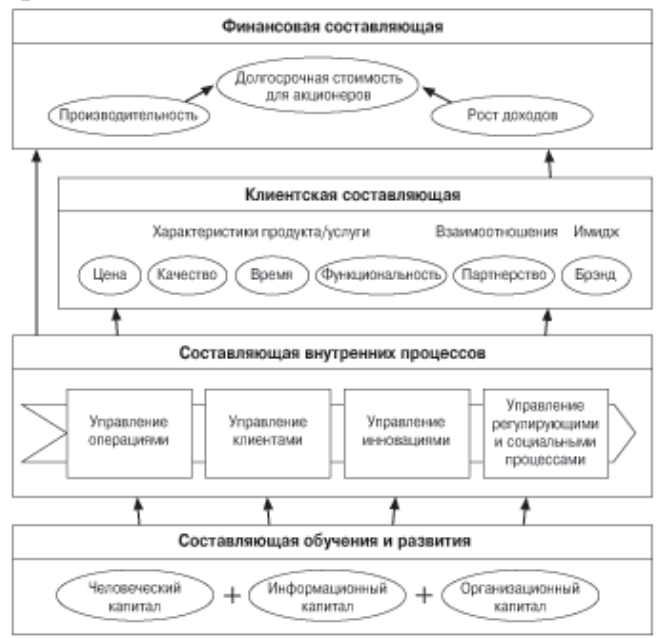 Финансовая составляющая
Долгосрочная стоимость
для акционеров
Производительность
Рост доходов
Клиентская составляющая
Характеристики продукта/услуги
Взаимоотношения
Имидж
Цена
Качество
Время
Функциональность
Партнерство
Брэнд
Составляющая внутренних процессов
Управление
операциями
Управление
клиентами
Управление
инновациями
Управление
регулирующими
и социальными
процессами
Составляющая обучения и развития
Человеческий
капитал
+
Информационный
капитал
+
Организационный
капитал